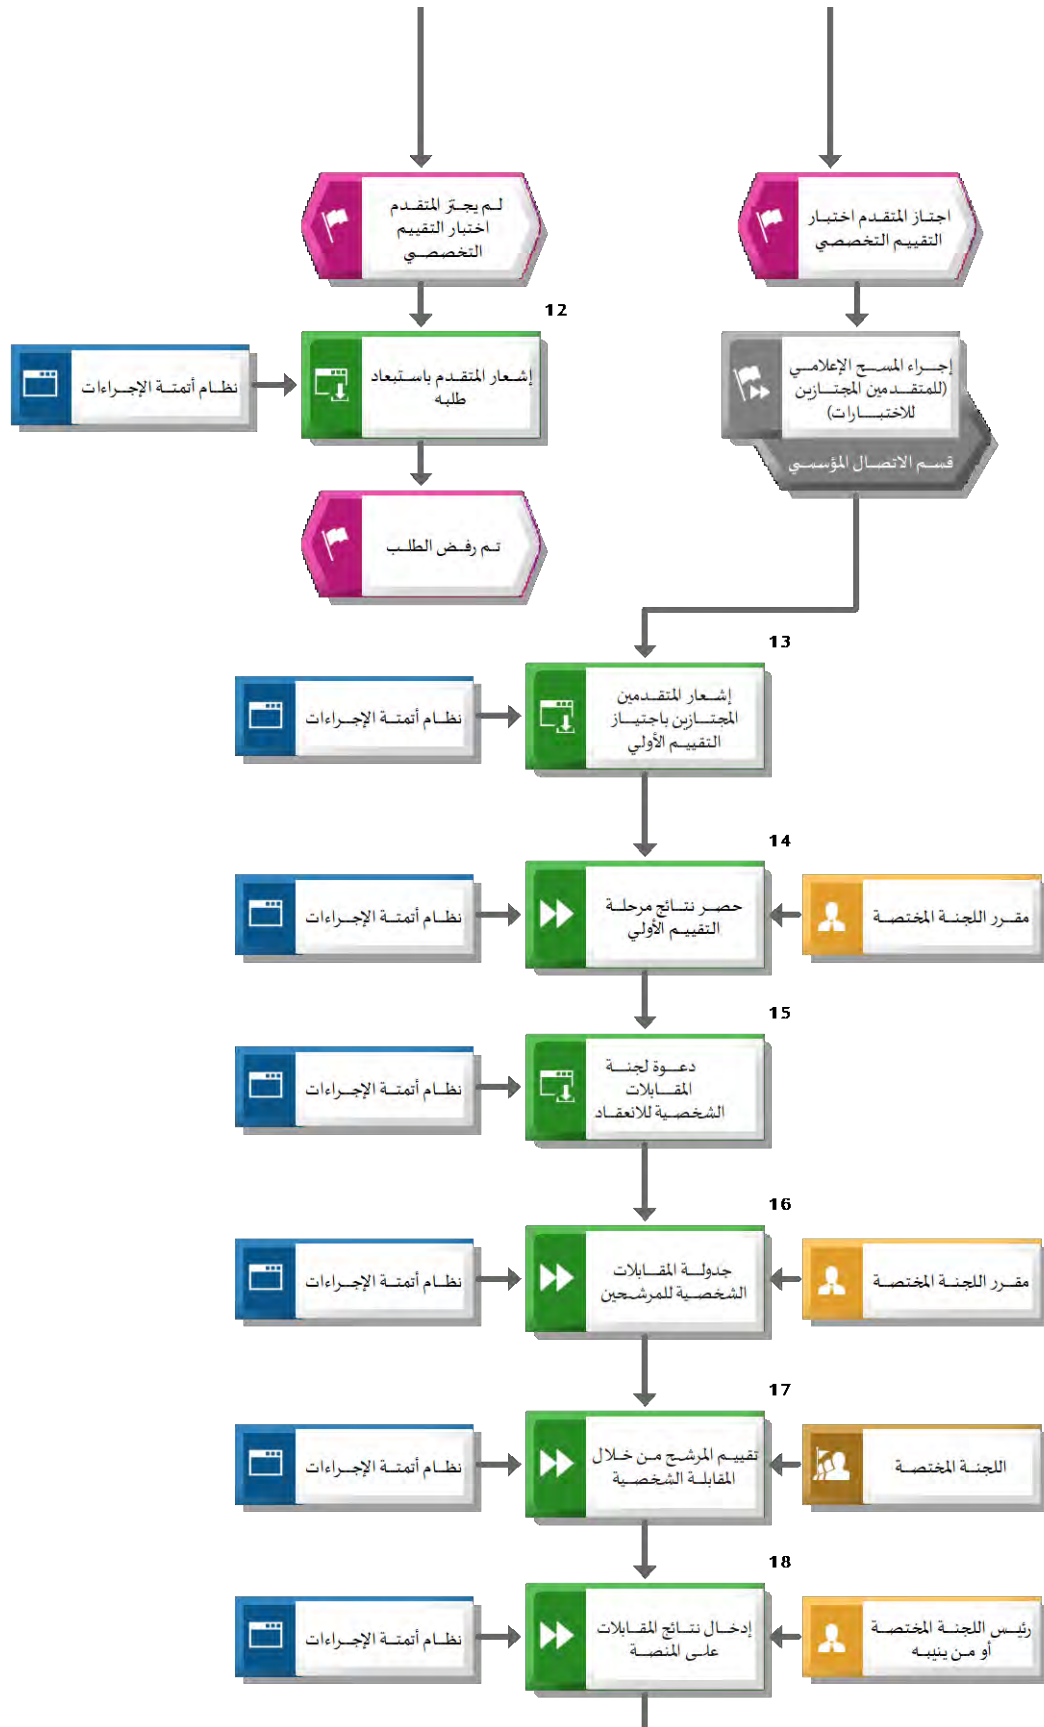 اجتاز المتقدم اختبار
التقييم التخصصي
لم يجتز المتقدم
اختبار التقييم
التخصصي
12
إجراء المسح الإعلامي
(للمتقدمين المجتازين
للاختبارات)
قسم الاتصال المؤسسي
إشعار المتقدم باستبعاد
طلبه
نظام أتمتة الإجراءات
تم رفض الطلب
13
إشعار المتقدمين
المجتازين باجتياز
التقييم الأولي
نظام أتمتة الإجراءات
14
مقرر اللجنة المختصة
حصر نتائج مرحلة
التقييم الأولي
نظام أتمتة الإجراءات
15
دعوة لجنة
المقابلات
الشخصية للانعقاد
نظام أتمتة الإجراءات
16
مقرر اللجنة المختصة
جدولة المقابلات
الشخصية للمرشحين
نظام أتمتة الإجراءات
17
اللجنة المختصة
تقييم المرشح من خلال
المقابلة الشخصية
نظام أتمتة الإجراءات
18
رئيس اللجنة المختصة
أو من ينيبه
إدخال نتائج المقابلات
على المنصة
نظام أتمتة الإجراءات